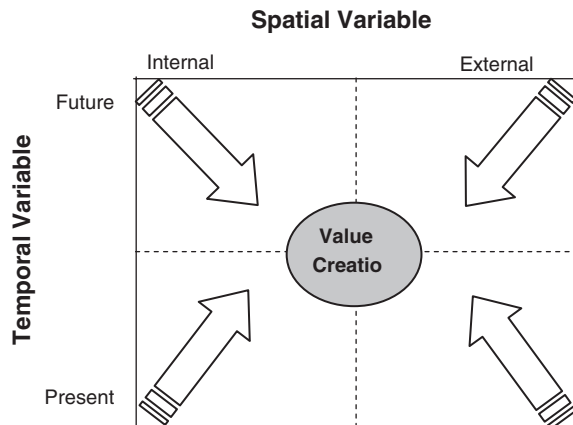 Spatial Variable
Internal External
Future
Temporal Variable
Value
Creatio
Present